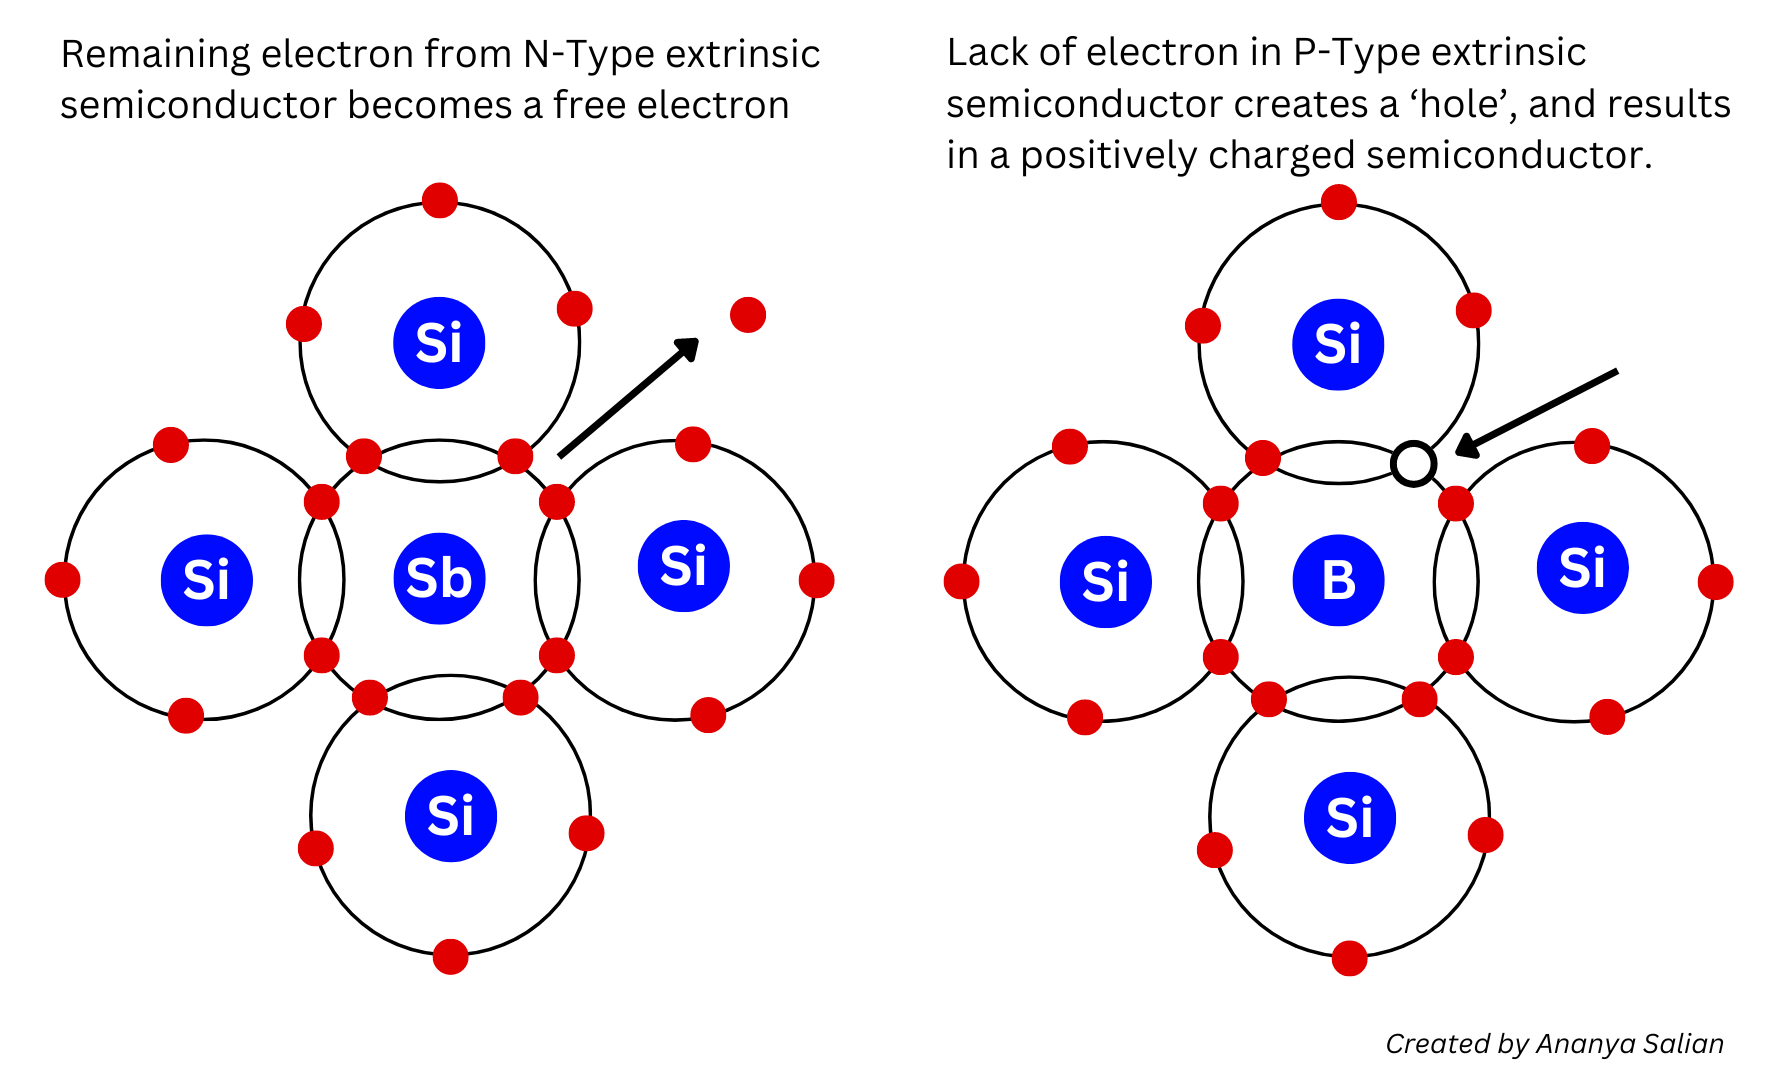 Remaining electron from N-Type extrinsic
semiconductor becomes a free electron
Lack of electron in P-Type extrinsic
semiconductor creates a ‘hole’, and results
in a positively charged semiconductor.
Si
Si
Sb
Si
Si
Si
Si
B
Si
Si
Created by Ananya Salian